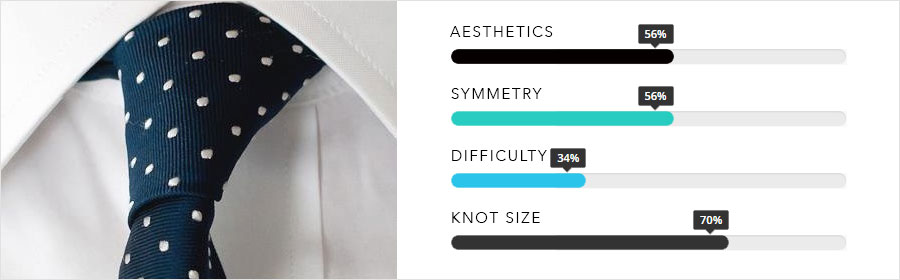 AESTHETICS
56%
SYMMETRY
56%
DIFFICULTY
34%
KNOT SIZE
70%